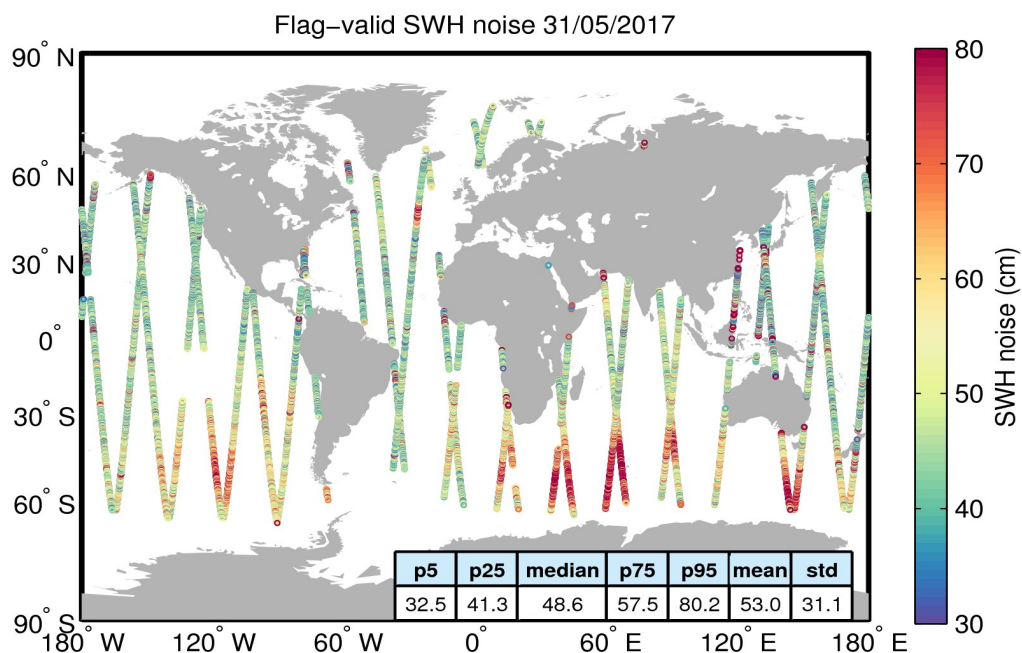 Flag−valid SWH noise 31/05/2017
90° N
60° N
30° N
0°
30° S
60° S
90° S
180° W
120° W
60° W
0°
60° E
120° E
180° E
p5 p25 median p75 p95 mean std
32.5 41.3 48.6 57.5 80.2 53.0 31.1
80
70
60
50
40
30
SWH noise (cm)